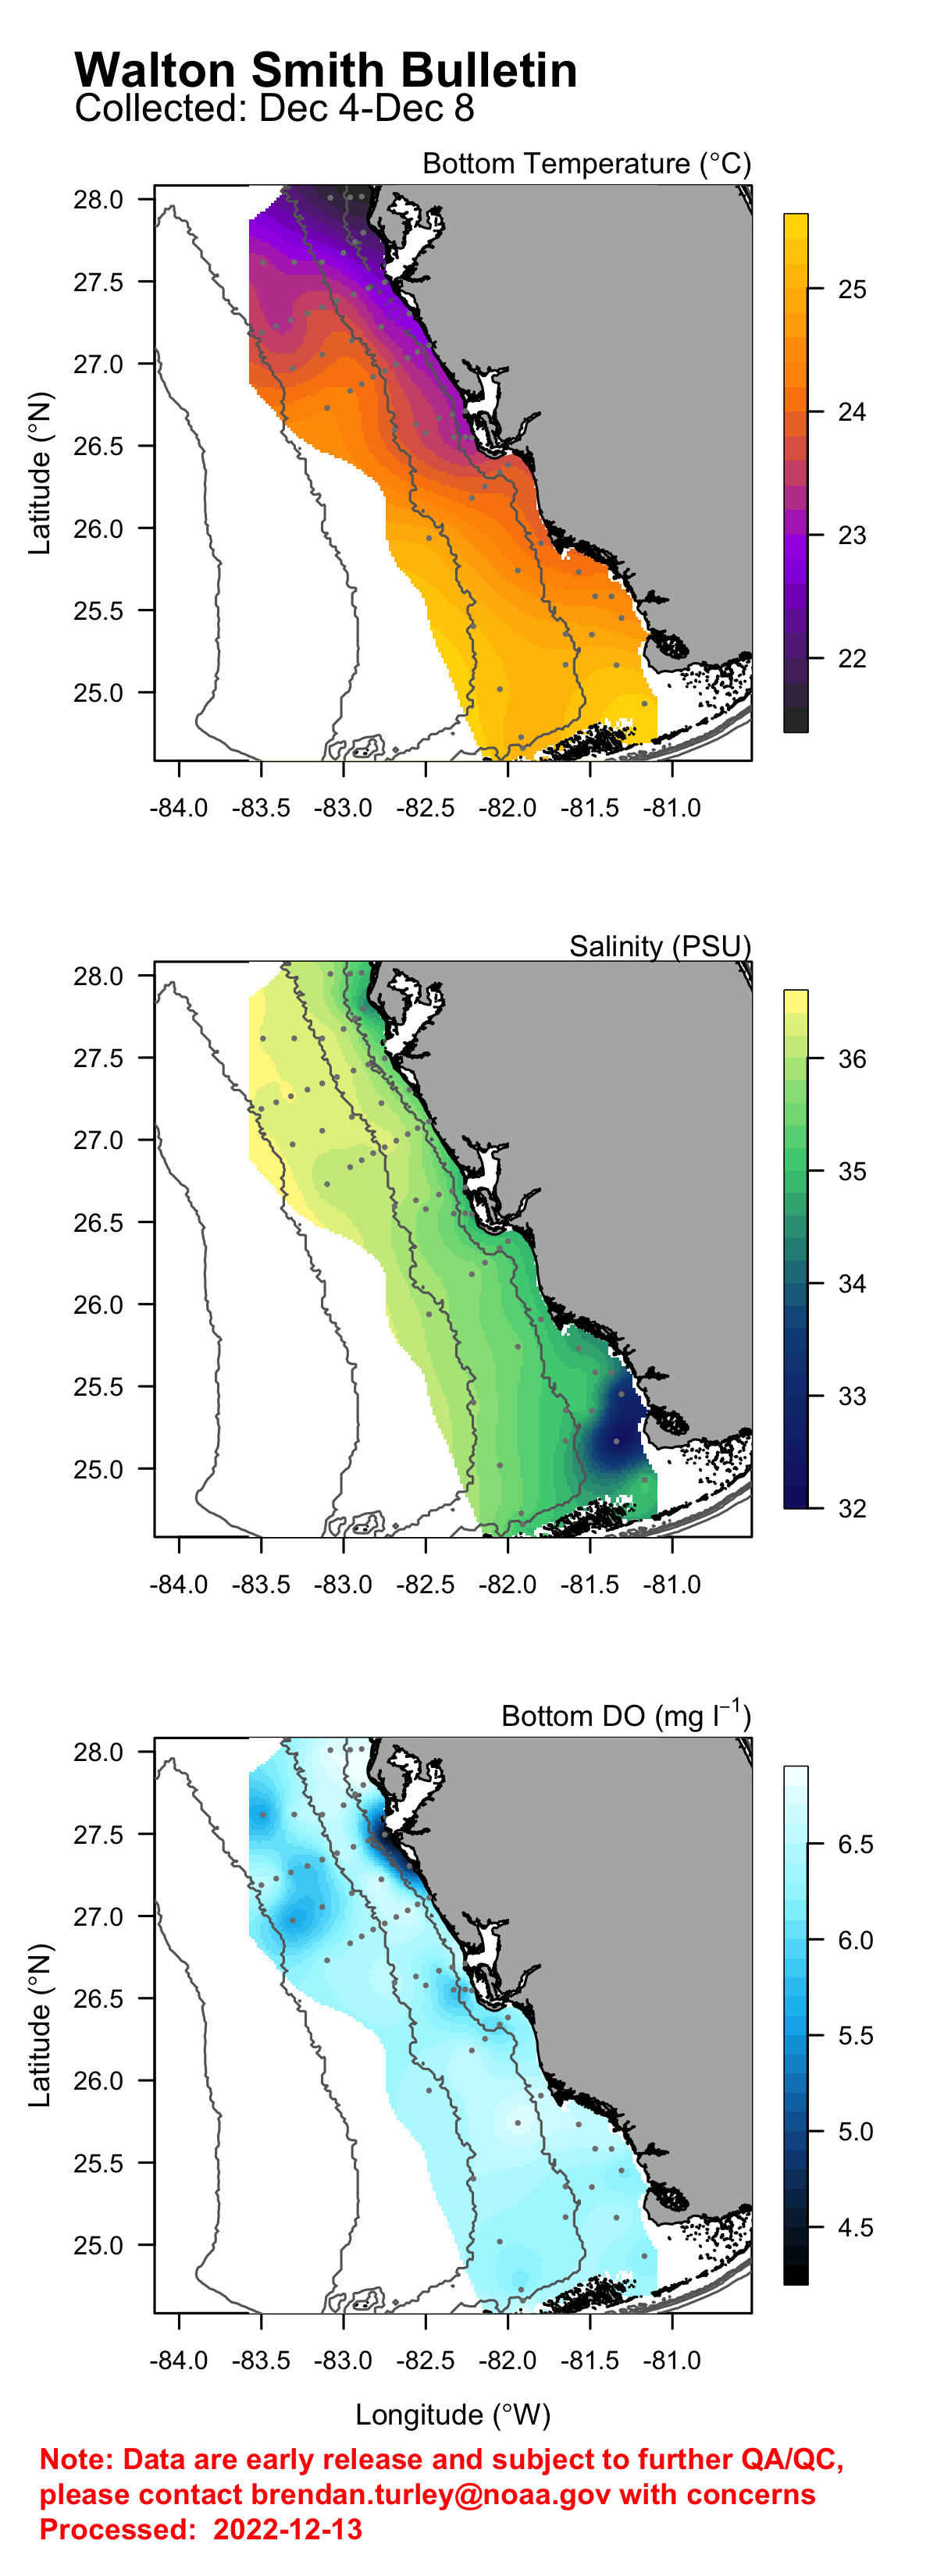 Walton Smith Bulletin
Collected: Dec 4-Dec 8
Bottom Temperature (°C)
28.0
27.5
27.0
26.5
26.0
25.5
25.0
Latitude (°N)
25
24
23
22
-84.0 -83.5 -83.0 -82.5 -82.0 -81.5 -81.0
Salinity (PSU)
28.0
27.5
27.0
26.5
26.0
25.5
25.0
36
35
34
33
32
-84.0 -83.5 -83.0 -82.5 -82.0 -81.5 -81.0
Bottom DO (mg l⁻¹)
28.0
27.5
27.0
26.5
26.0
25.5
25.0
Latitude (°N)
6.5
6.0
5.5
5.0
4.5
-84.0 -83.5 -83.0 -82.5 -82.0 -81.5 -81.0
Longitude (°W)
Note: Data are early release and subject to further QA/QC,
please contact brendan.turley@noaa.gov with concerns
Processed: 2022-12-13